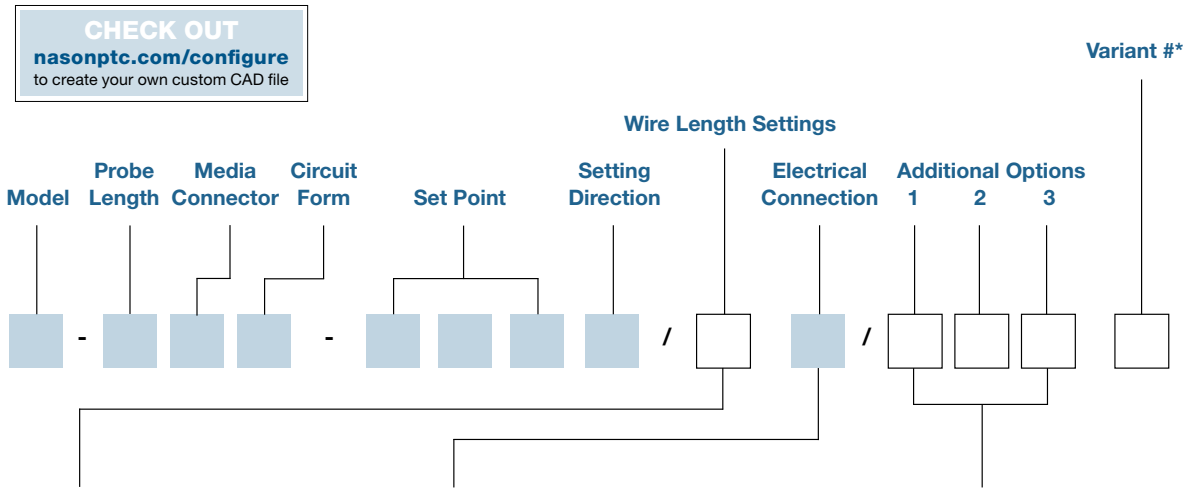 CHECK OUT
nasonptc.com/configure
to create your own custom CAD file
Variant #*
Wire Length Settings
Model
Probe
Length
Media
Connector
Circuit
Form
Set Point
Setting
Direction
Electrical
Connection
Additional Options
1 2 3
- - / /